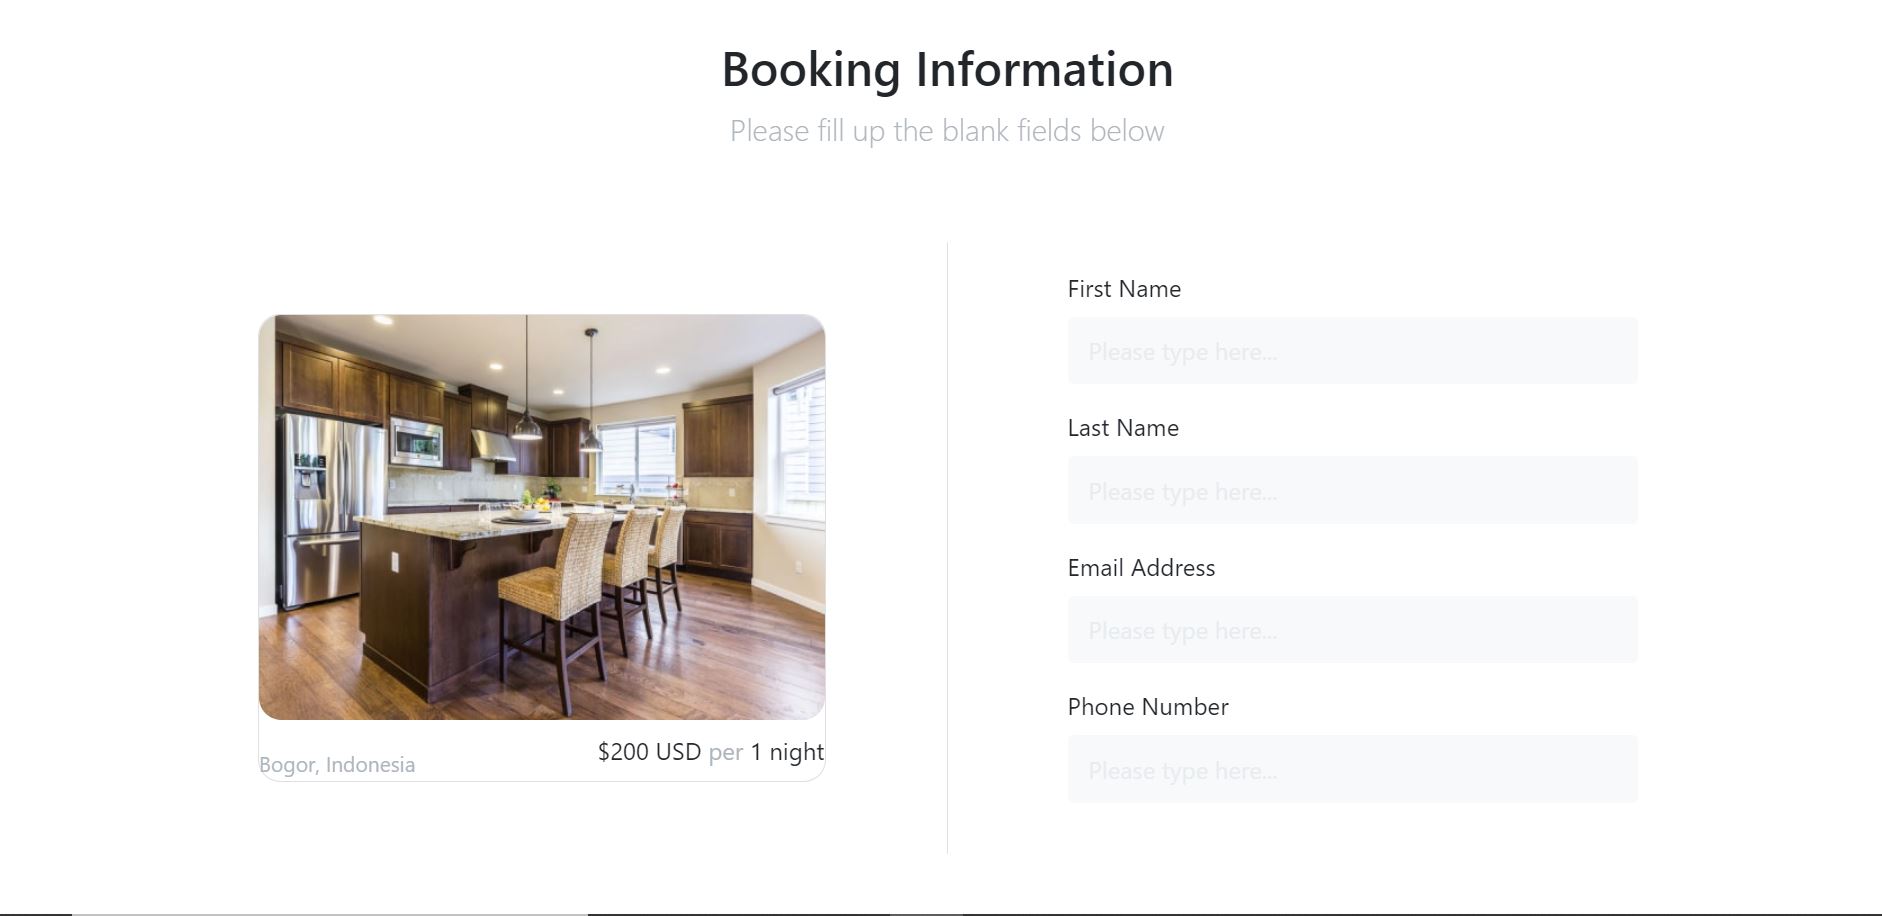 Booking Information
Please fill up the blank fields below
Bogor, Indonesia
$200 USD per 1 night
First Name
Please type here...
Last Name
Please type here...
Email Address
Please type here...
Phone Number
Please type here...